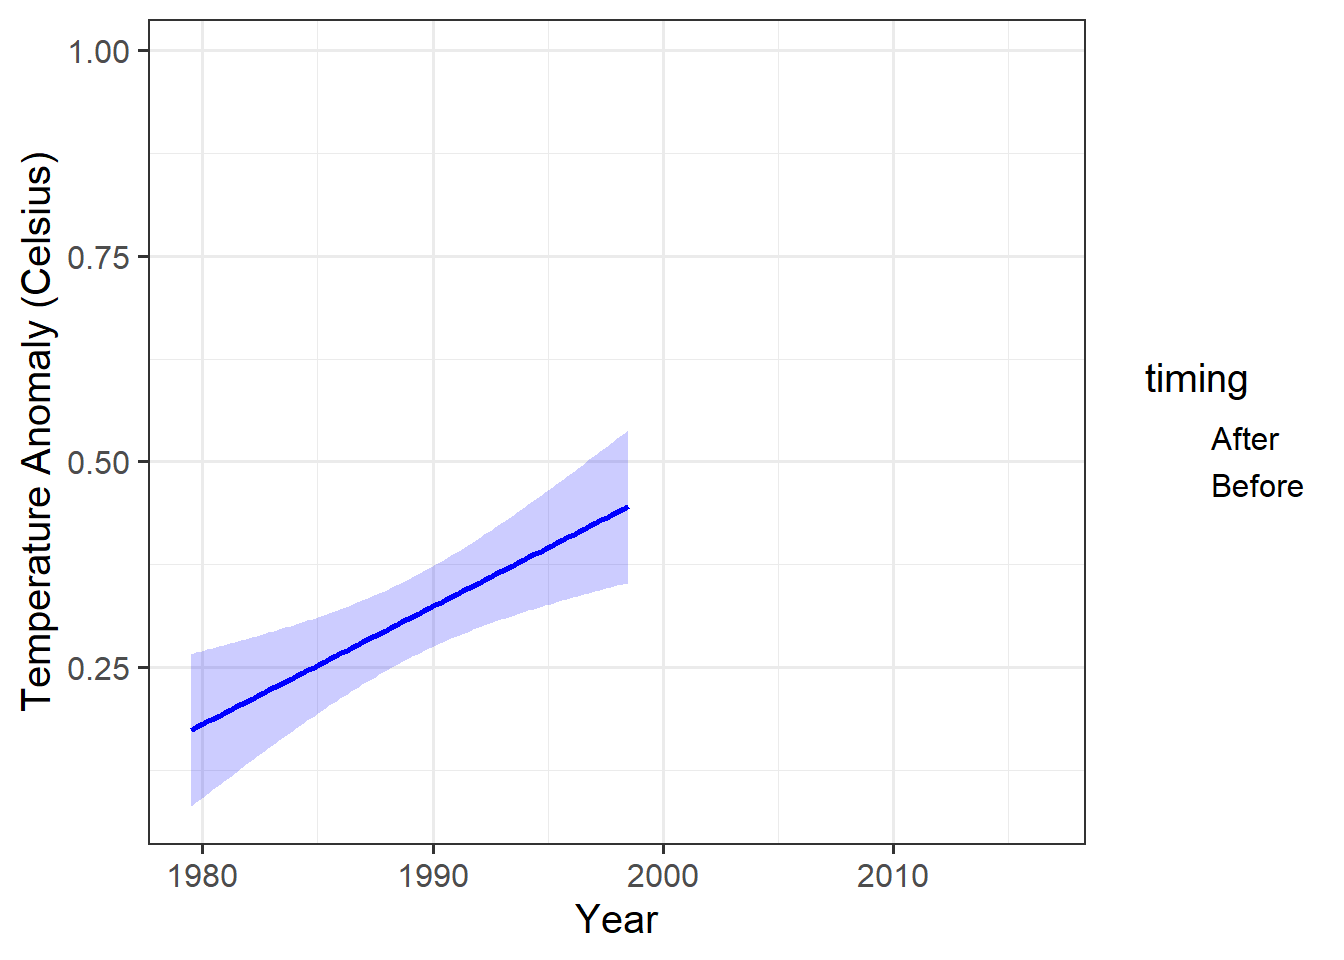 Temperature Anomaly (Celsius)
1.00
0.75
0.50
0.25
1980 1990 2000 2010
Year
timing
After
Before